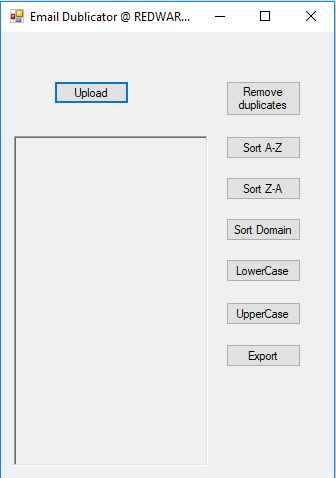 Email Dublicator @ REDWAR...
Upload
Remove
duplicates
Sort A-Z
Sort Z-A
Sort Domain
LowerCase
UpperCase
Export